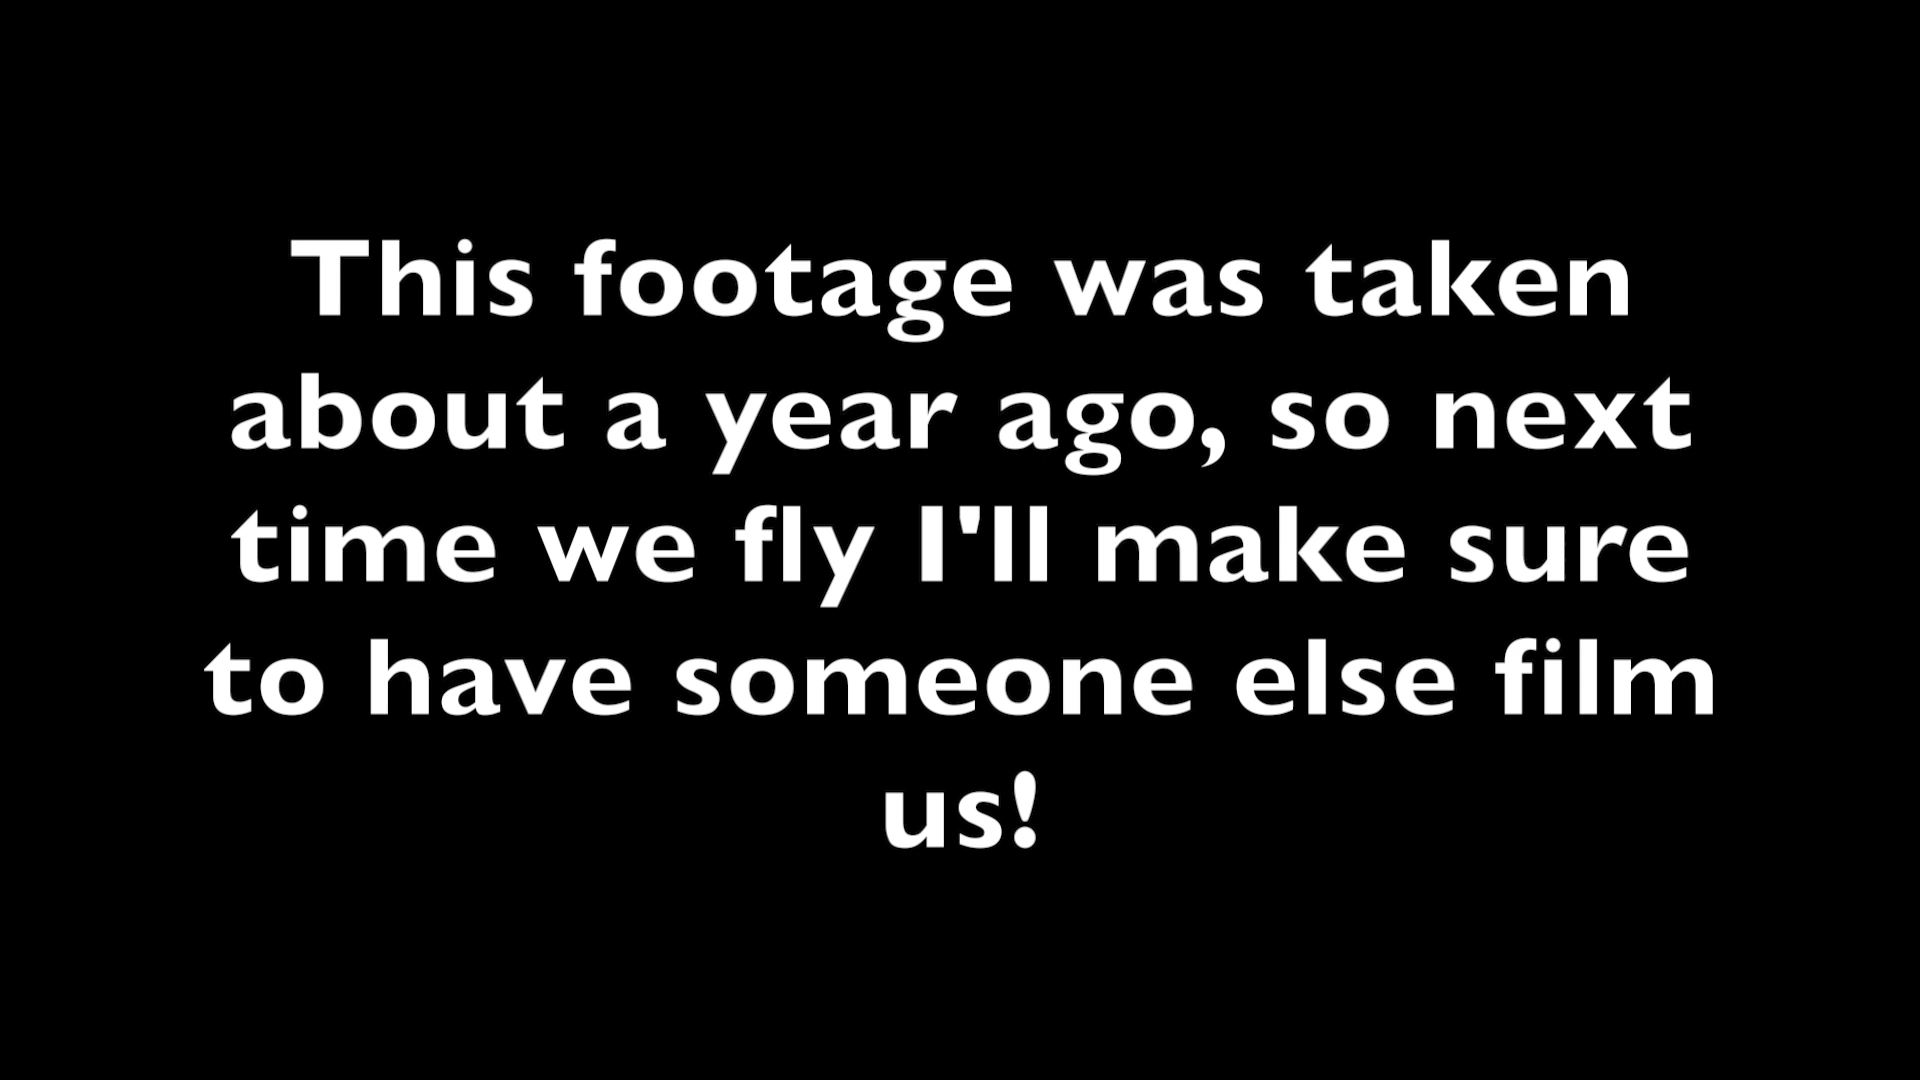 This footage was taken
about a year ago, so next
time we fly I'll make sure
to have someone else film
us!